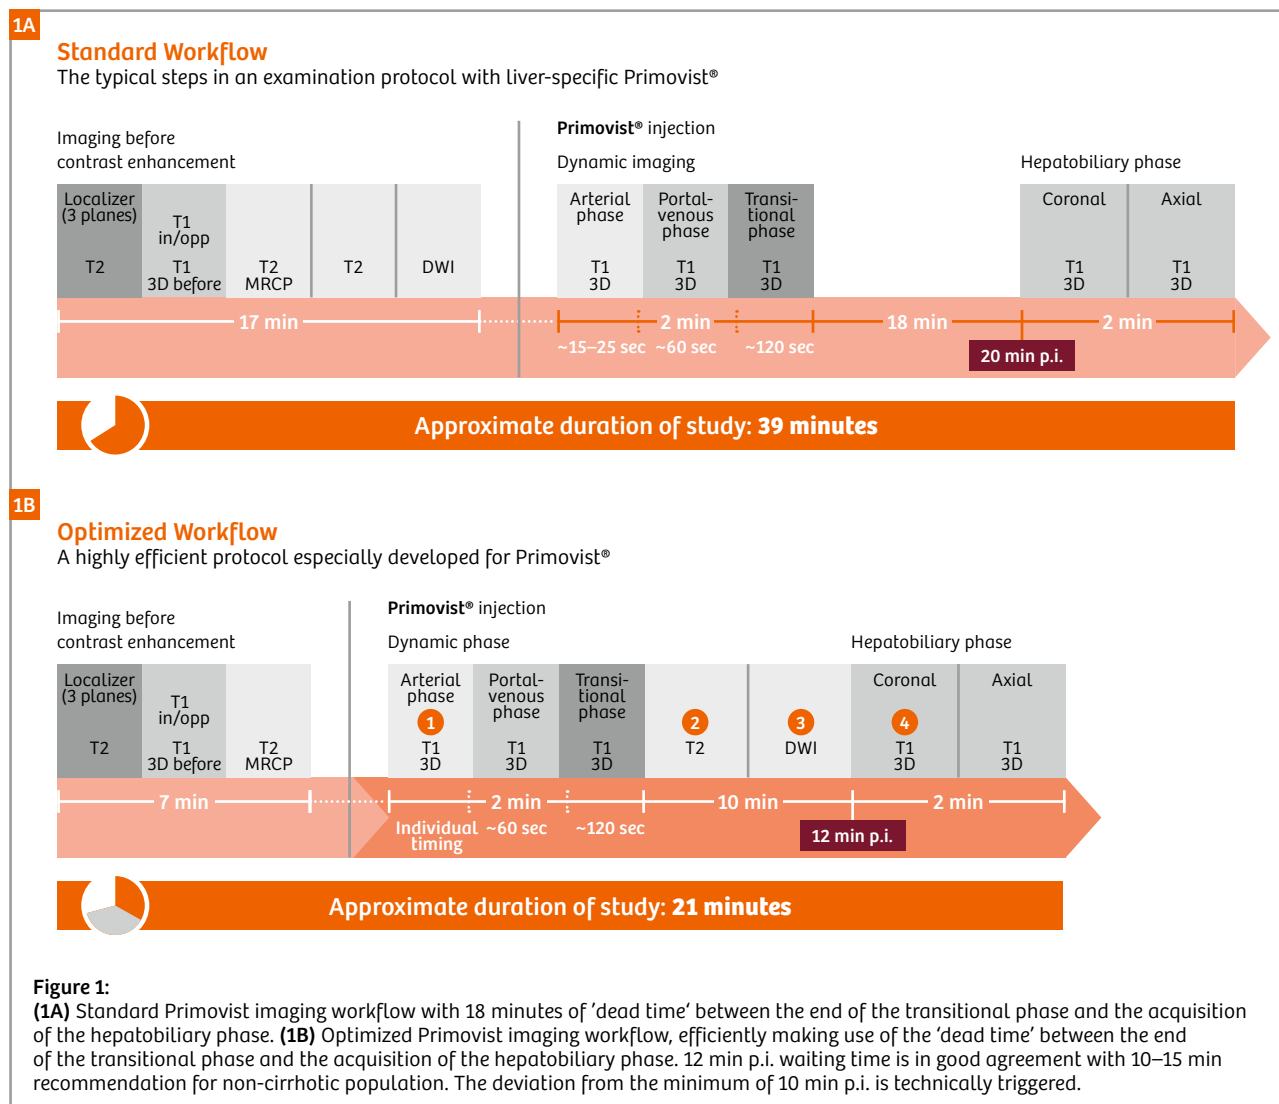 1A
Standard Workflow
The typical steps in an examination protocol with liver-specific Primovist®
Imaging before
contrast enhancement
Primovist® injection
Dynamic imaging
Hepatobiliary phase
Localizer
(3 planes)
T2
T1
in/opp
T1
3D before
T2
MRCP
T2
DWI
Arterial
phase
T1
3D
Portal-
venous
phase
T1
3D
Transi-
tional
phase
T1
3D
Coronal
T1
3D
Axial
T1
3D
17 min
2 min
18 min
2 min
~15–25 sec
~60 sec
~120 sec
20 min p.i.
Approximate duration of study: 39 minutes
1B
Optimized Workflow
A highly efficient protocol especially developed for Primovist®
Imaging before
contrast enhancement
Primovist® injection
Dynamic phase
Hepatobiliary phase
Localizer
(3 planes)
T2
T1
in/opp
T1
3D before
T2
MRCP
Arterial
phase
1
T1
3D
Portal-
venous
phase
T1
3D
Transi-
tional
phase
T1
3D
2
T2
3
DWI
Coronal
4
T1
3D
Axial
T1
3D
7 min
2 min
10 min
2 min
Individual
timing
~60 sec
~120 sec
12 min p.i.
Approximate duration of study: 21 minutes
Figure 1:
(1A) Standard Primovist imaging workflow with 18 minutes of ’dead time‘ between the end of the transitional phase and the acquisition
of the hepatobiliary phase. (1B) Optimized Primovist imaging workflow, efficiently making use of the ‘dead time’ between the end
of the transitional phase and the acquisition of the hepatobiliary phase. 12 min p.i. waiting time is in good agreement with 10–15 min
recommendation for non-cirrhotic population. The deviation from the minimum of 10 min p.i. is technically triggered.